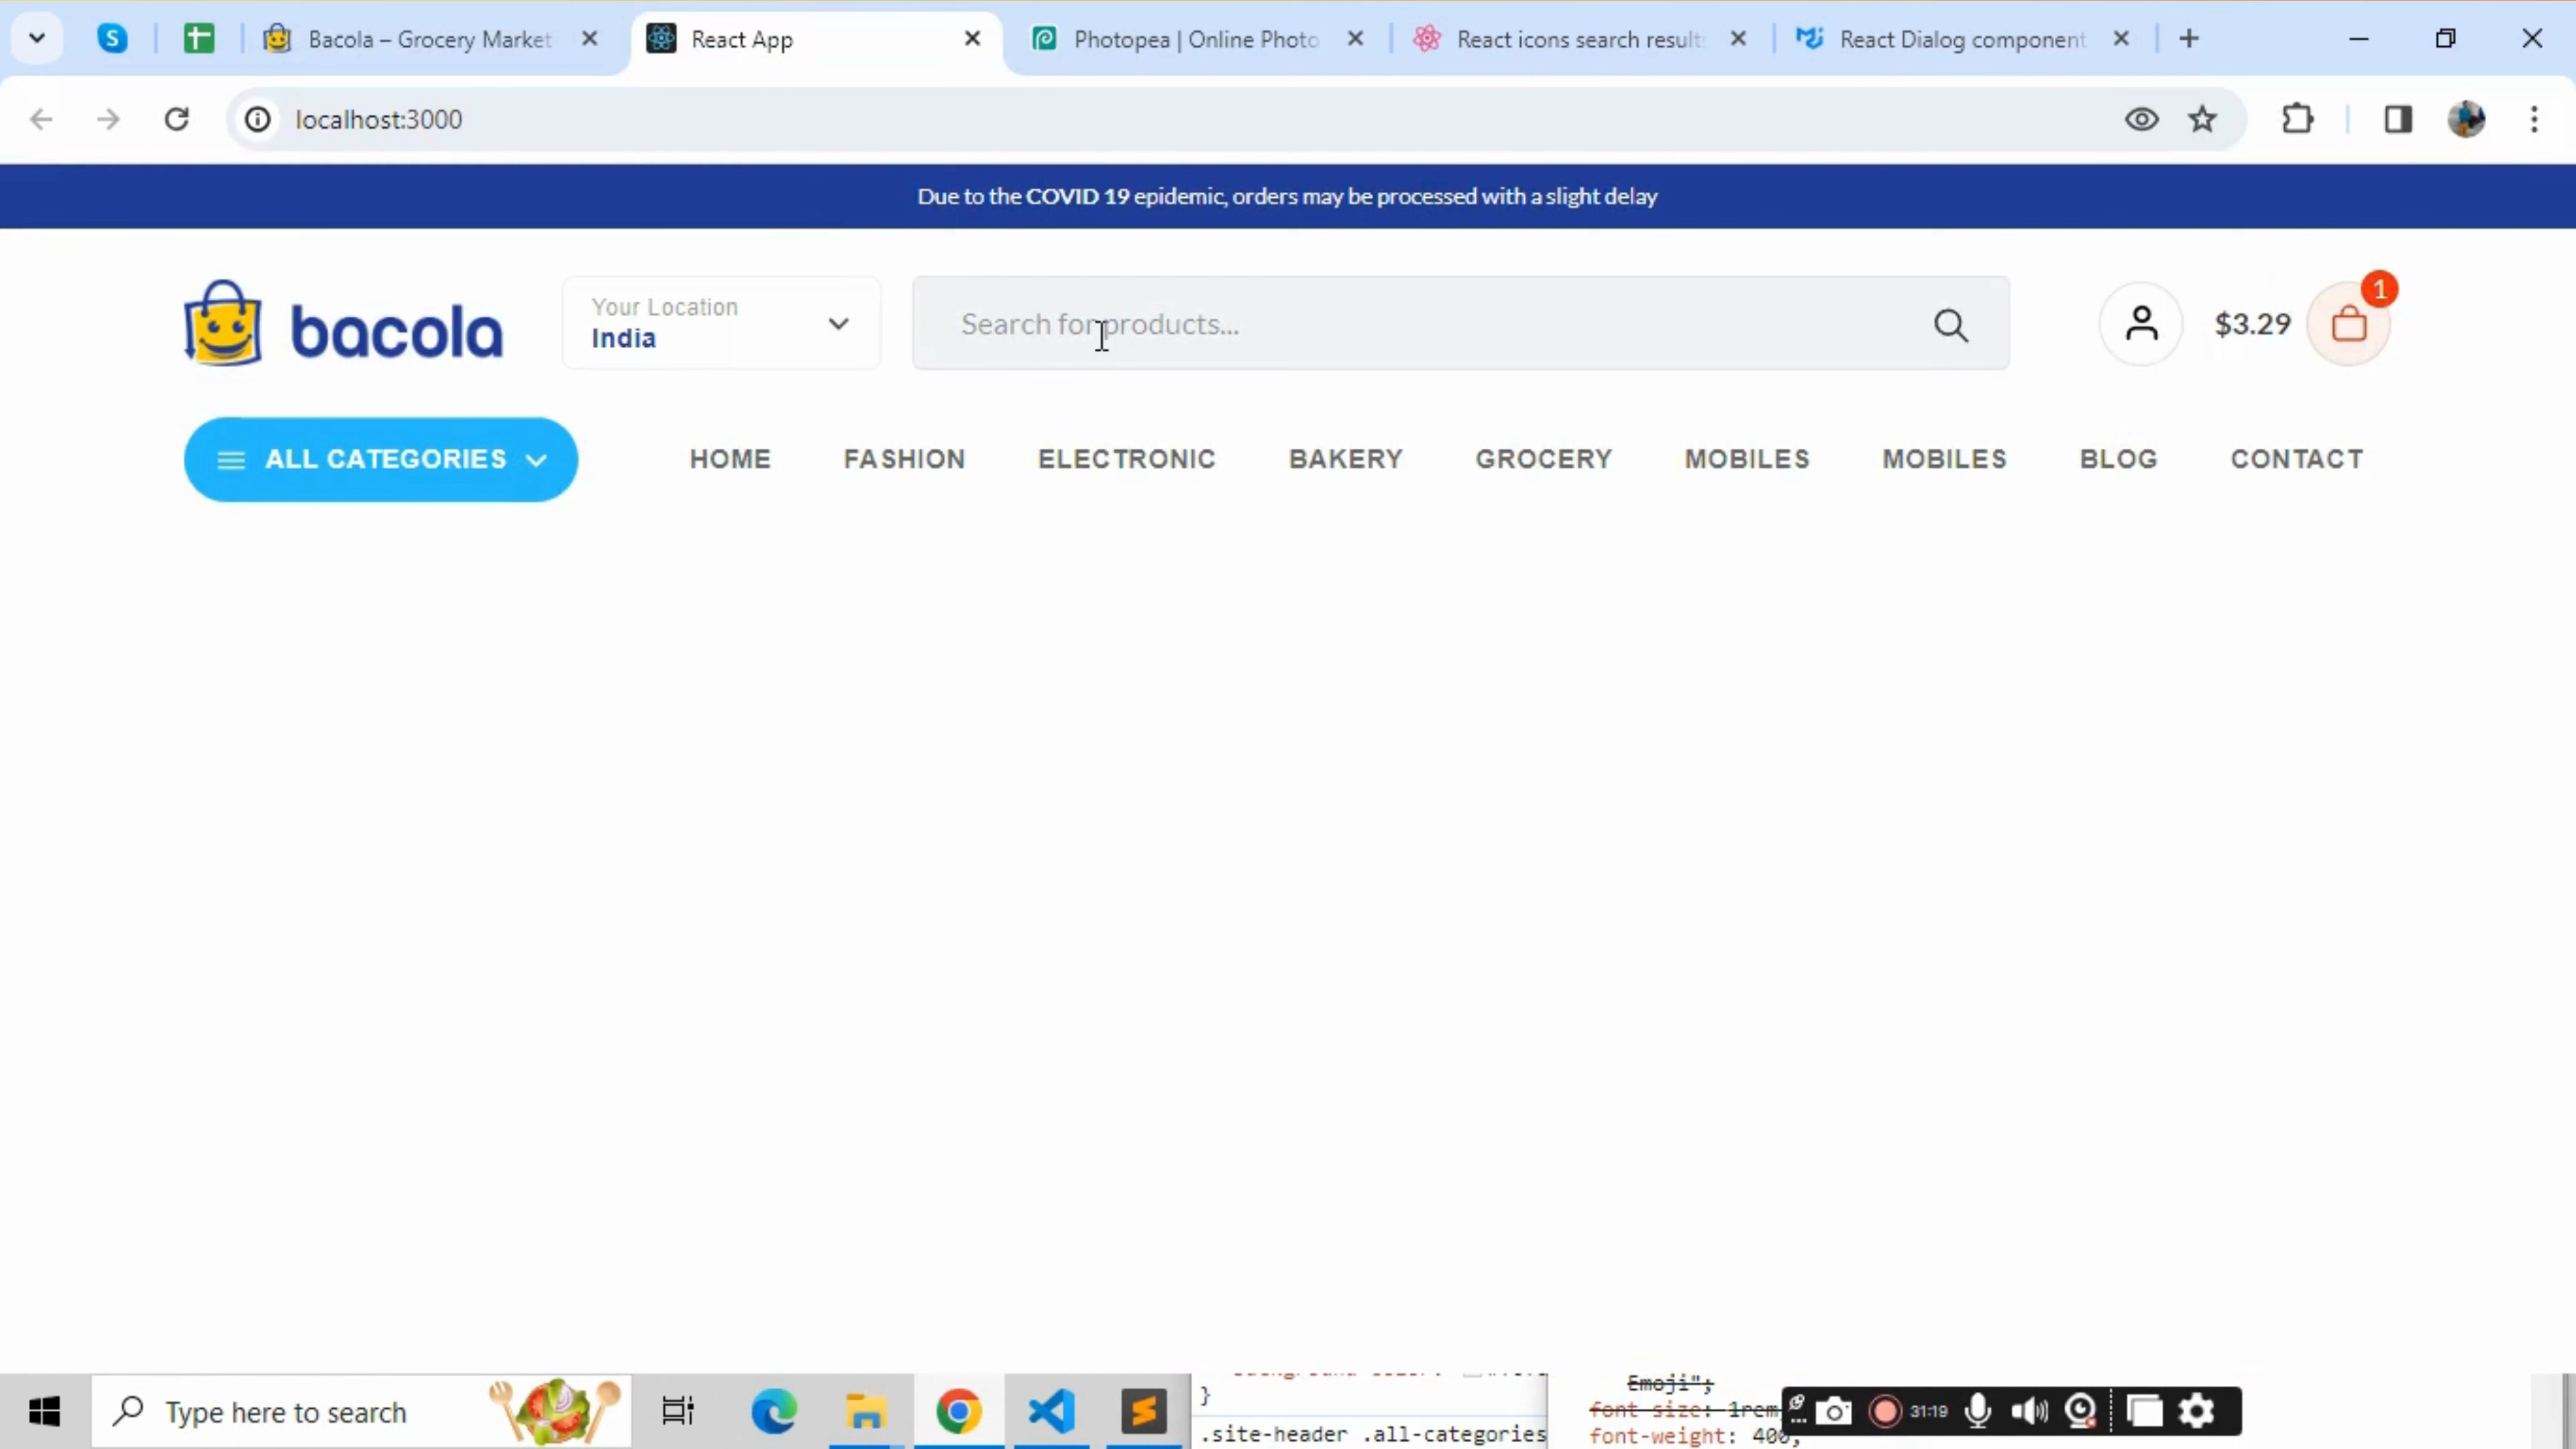 S
Bacola – Grocery Market
React App
Photopea | Online Photo
React icons search result
React Dialog component
localhost:3000
Due to the COVID 19 epidemic, orders may be processed with a slight delay
bacola
Your Location
India
Search for products...
$3.29
1
ALL CATEGORIES
HOME
FASHION
ELECTRONIC
BAKERY
GROCERY
MOBILES
MOBILES
BLOG
CONTACT
Type here to search
}
.site-header .all-categories
Emoji";
font-size: 1rem
font-weight: 400;
31:19